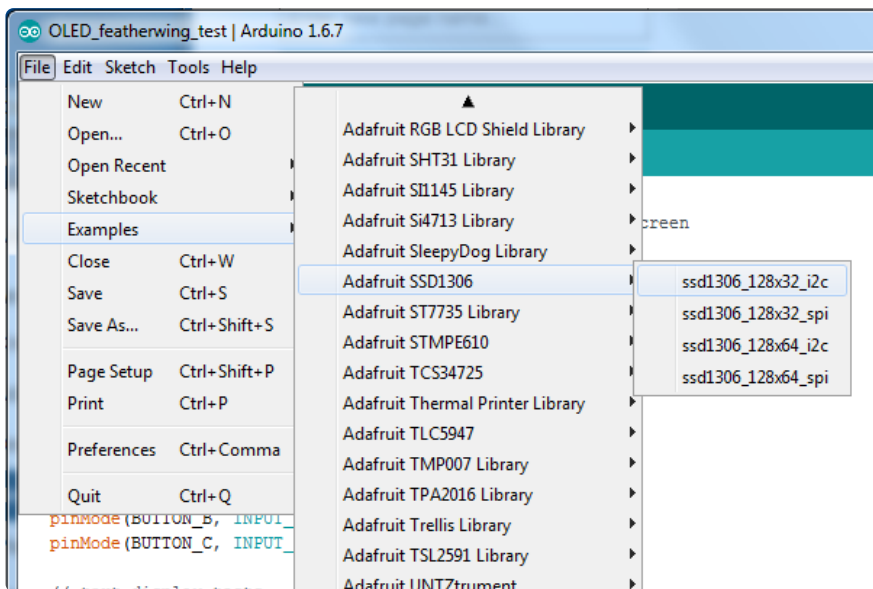 OLED_featherwing_test | Arduino 1.6.7
File Edit Sketch Tools Help
New Ctrl+N
Open... Ctrl+O
Open Recent
Sketchbook
Examples
Close Ctrl+W
Save Ctrl+S
Save As... Ctrl+Shift+S
Page Setup Ctrl+Shift+P
Print Ctrl+P
Preferences Ctrl+Comma
Quit Ctrl+Q
Adafruit RGB LCD Shield Library
Adafruit SHT31 Library
Adafruit SI1145 Library
Adafruit Si4713 Library
Adafruit SleepyDog Library
Adafruit SSD1306
Adafruit ST7735 Library
Adafruit STMPE610
Adafruit TCS34725
Adafruit Thermal Printer Library
Adafruit TLC5947
Adafruit TMP007 Library
Adafruit TPA2016 Library
Adafruit Trellis Library
Adafruit TSL2591 Library
Adafruit UNTZtrument
ssd1306_128x32_i2c
ssd1306_128x32_spi
ssd1306_128x64_i2c
ssd1306_128x64_spi
creen
pinMode(BUTTON_B, INPUT_
pinMode(BUTTON_C, INPUT_